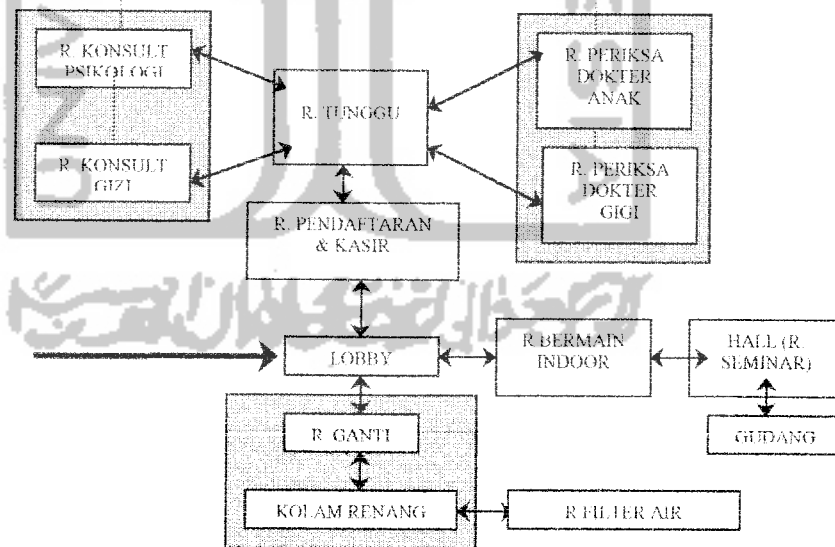 R. KONSULT
PSIKOLOGI
R. TUNGGU
R. PERIKSA
DOKTER
ANAK
R. KONSULT
GIZI
R. PERIKSA
DOKTER
GIGI
R. PENDAFTARAN
& KASIR
LOBBY
R BERMAIN
INDOOR
HALL (R.
SEMINAR)
R GANTI
GUDANG
KOLAM RENANG
R FILTER AIR